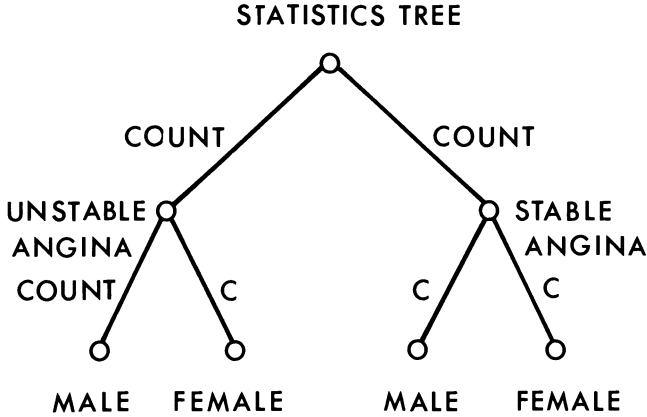 STATISTICS TREE
COUNT COUNT
UNSTABLE STABLE
ANGINA ANGINA
COUNT C C C
MALE FEMALE MALE FEMALE